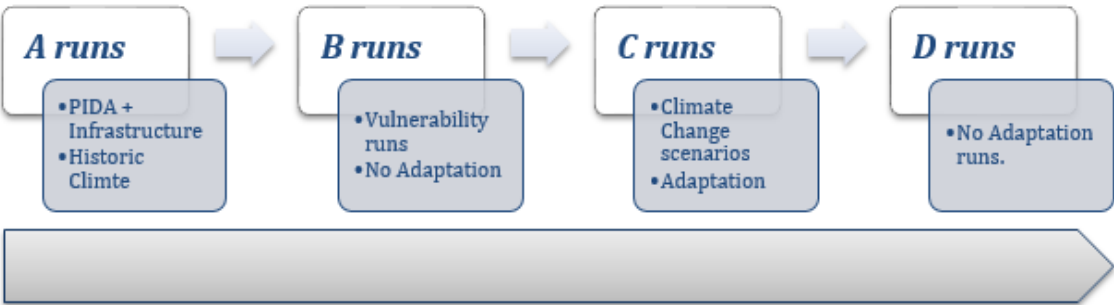 A runs
•PIDA +
Infrastructure
•Historic
Climte
B runs
•Vulnerability
runs
•No Adaptation
C runs
•Climate
Change
scenarios
•Adaptation
D runs
•No Adaptation
runs.